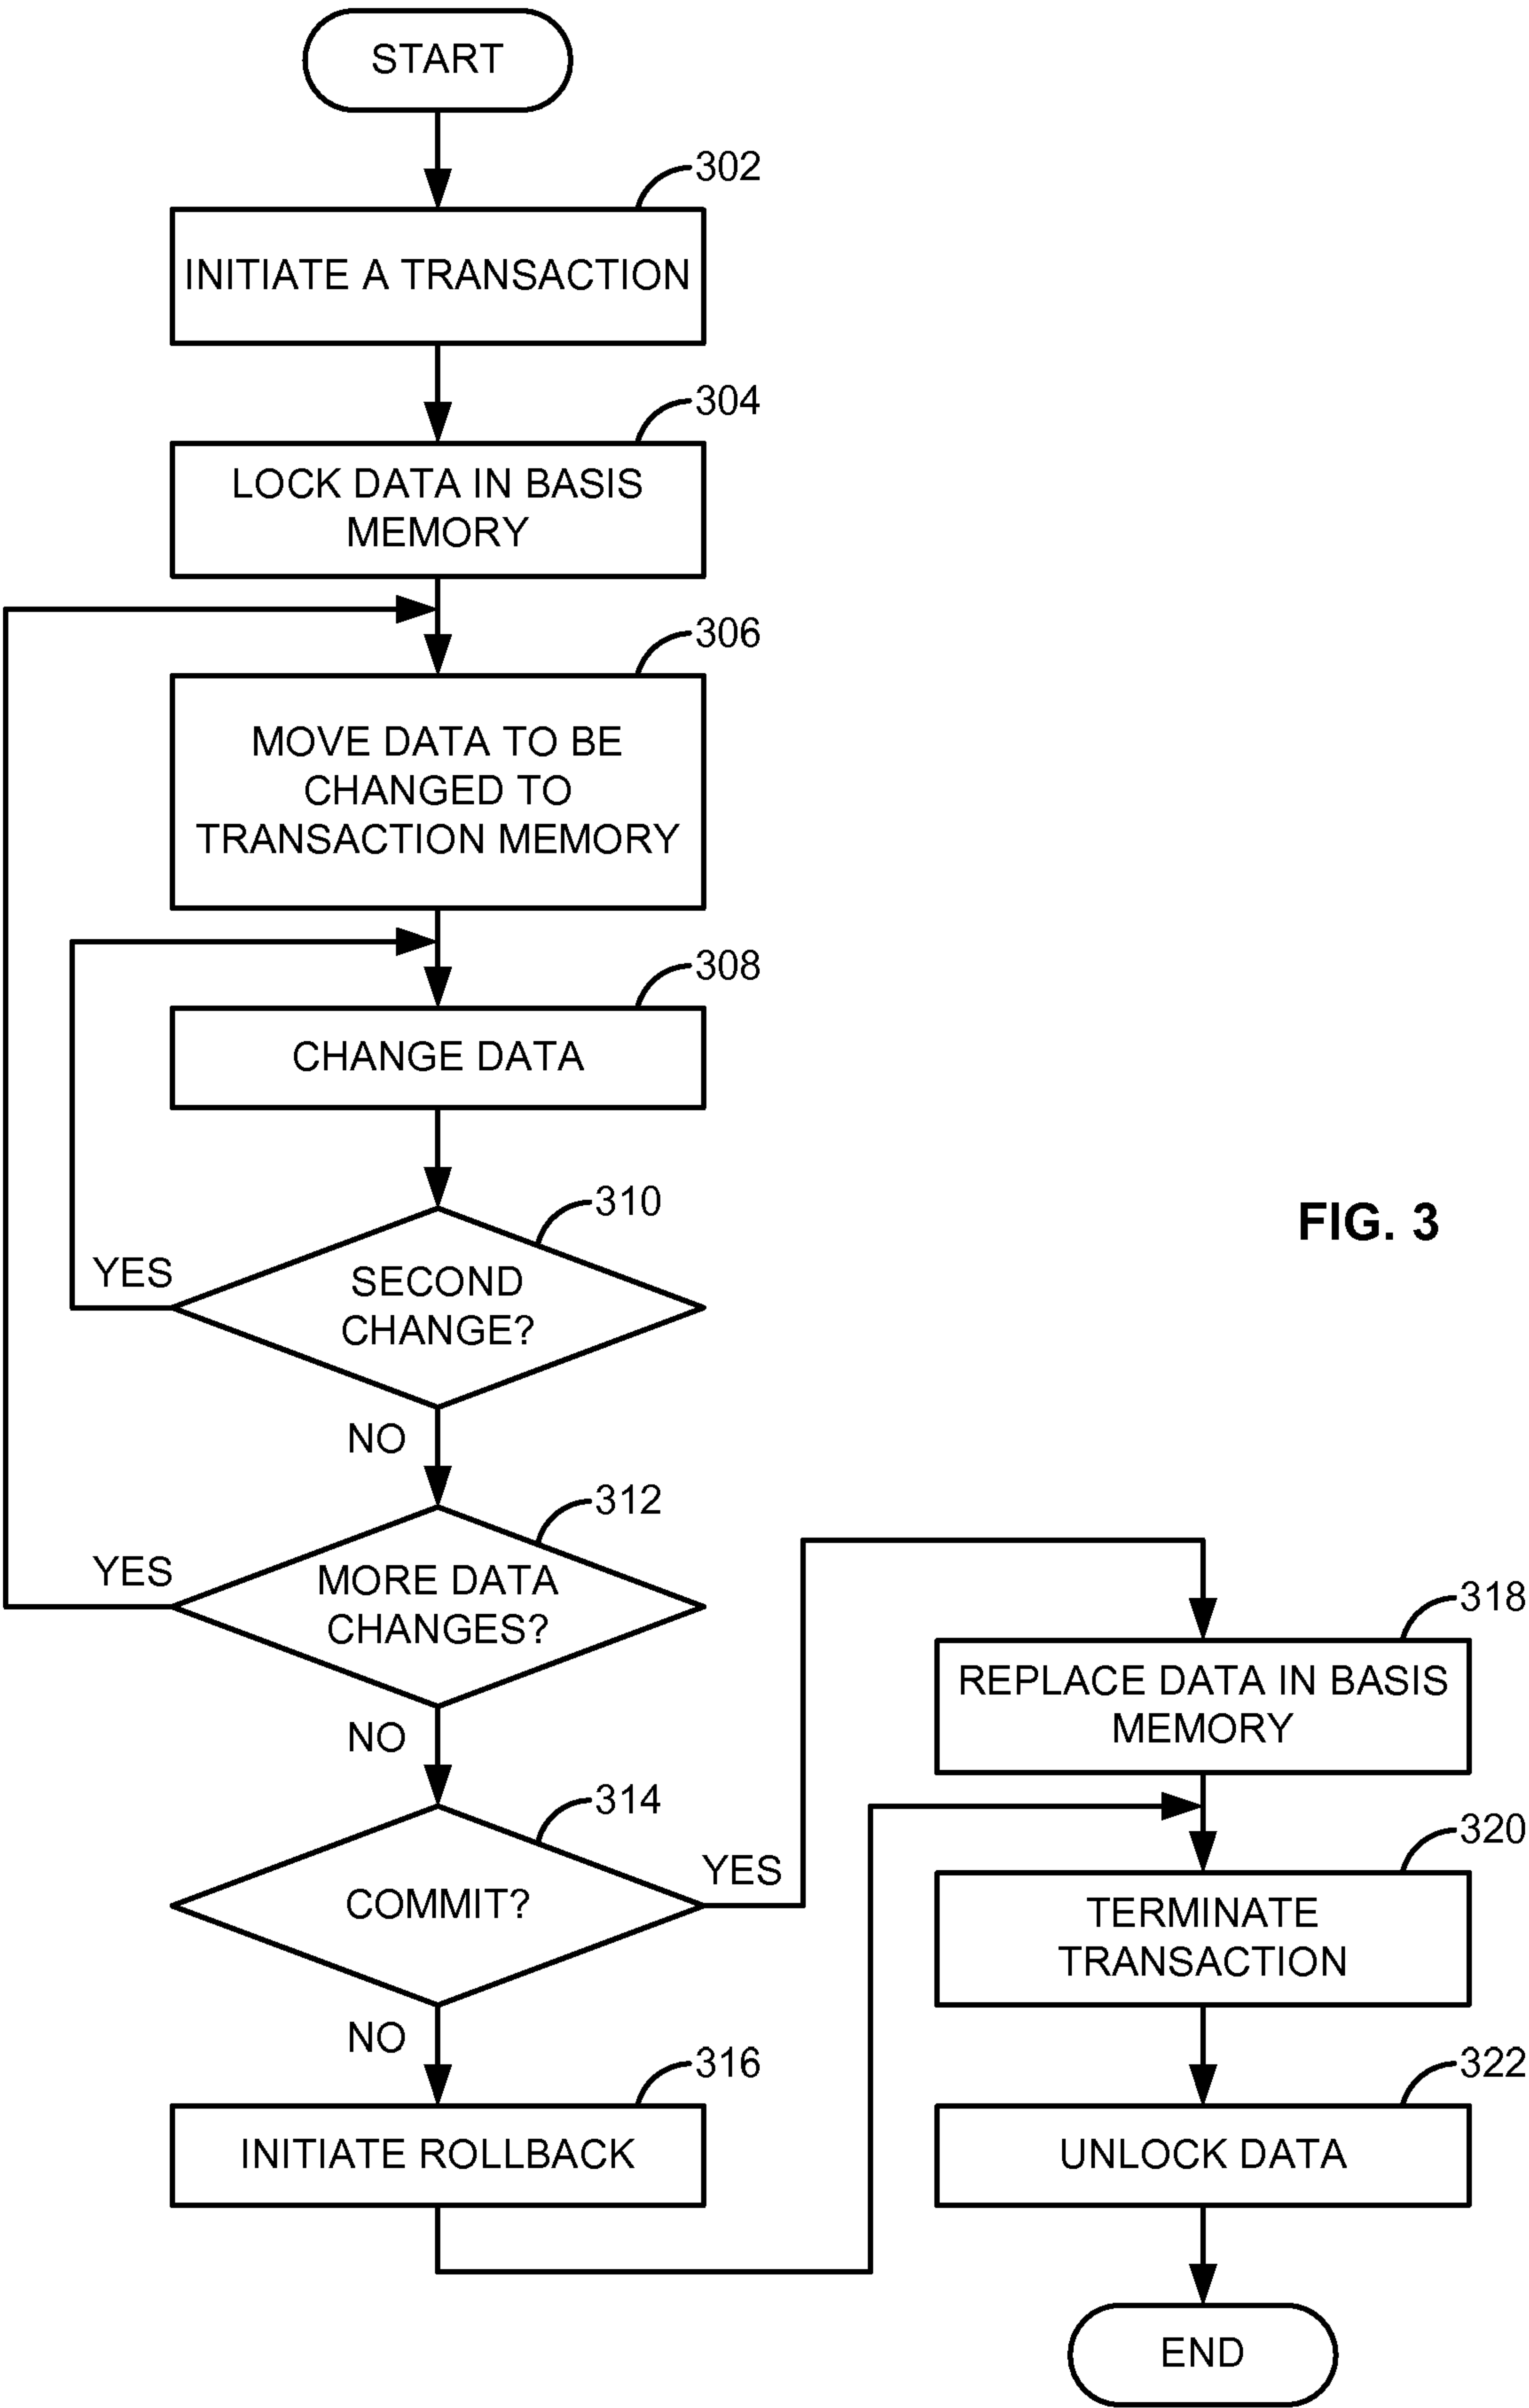 START
302
INITIATE A TRANSACTION
304
LOCK DATA IN BASIS
MEMORY
306
MOVE DATA TO BE
CHANGED TO
TRANSACTION MEMORY
308
CHANGE DATA
310
SECOND
CHANGE?
YES
NO
FIG. 3
312
MORE DATA
CHANGES?
YES
NO
314
COMMIT?
YES
NO
316
INITIATE ROLLBACK
318
REPLACE DATA IN BASIS
MEMORY
320
TERMINATE
TRANSACTION
322
UNLOCK DATA
END